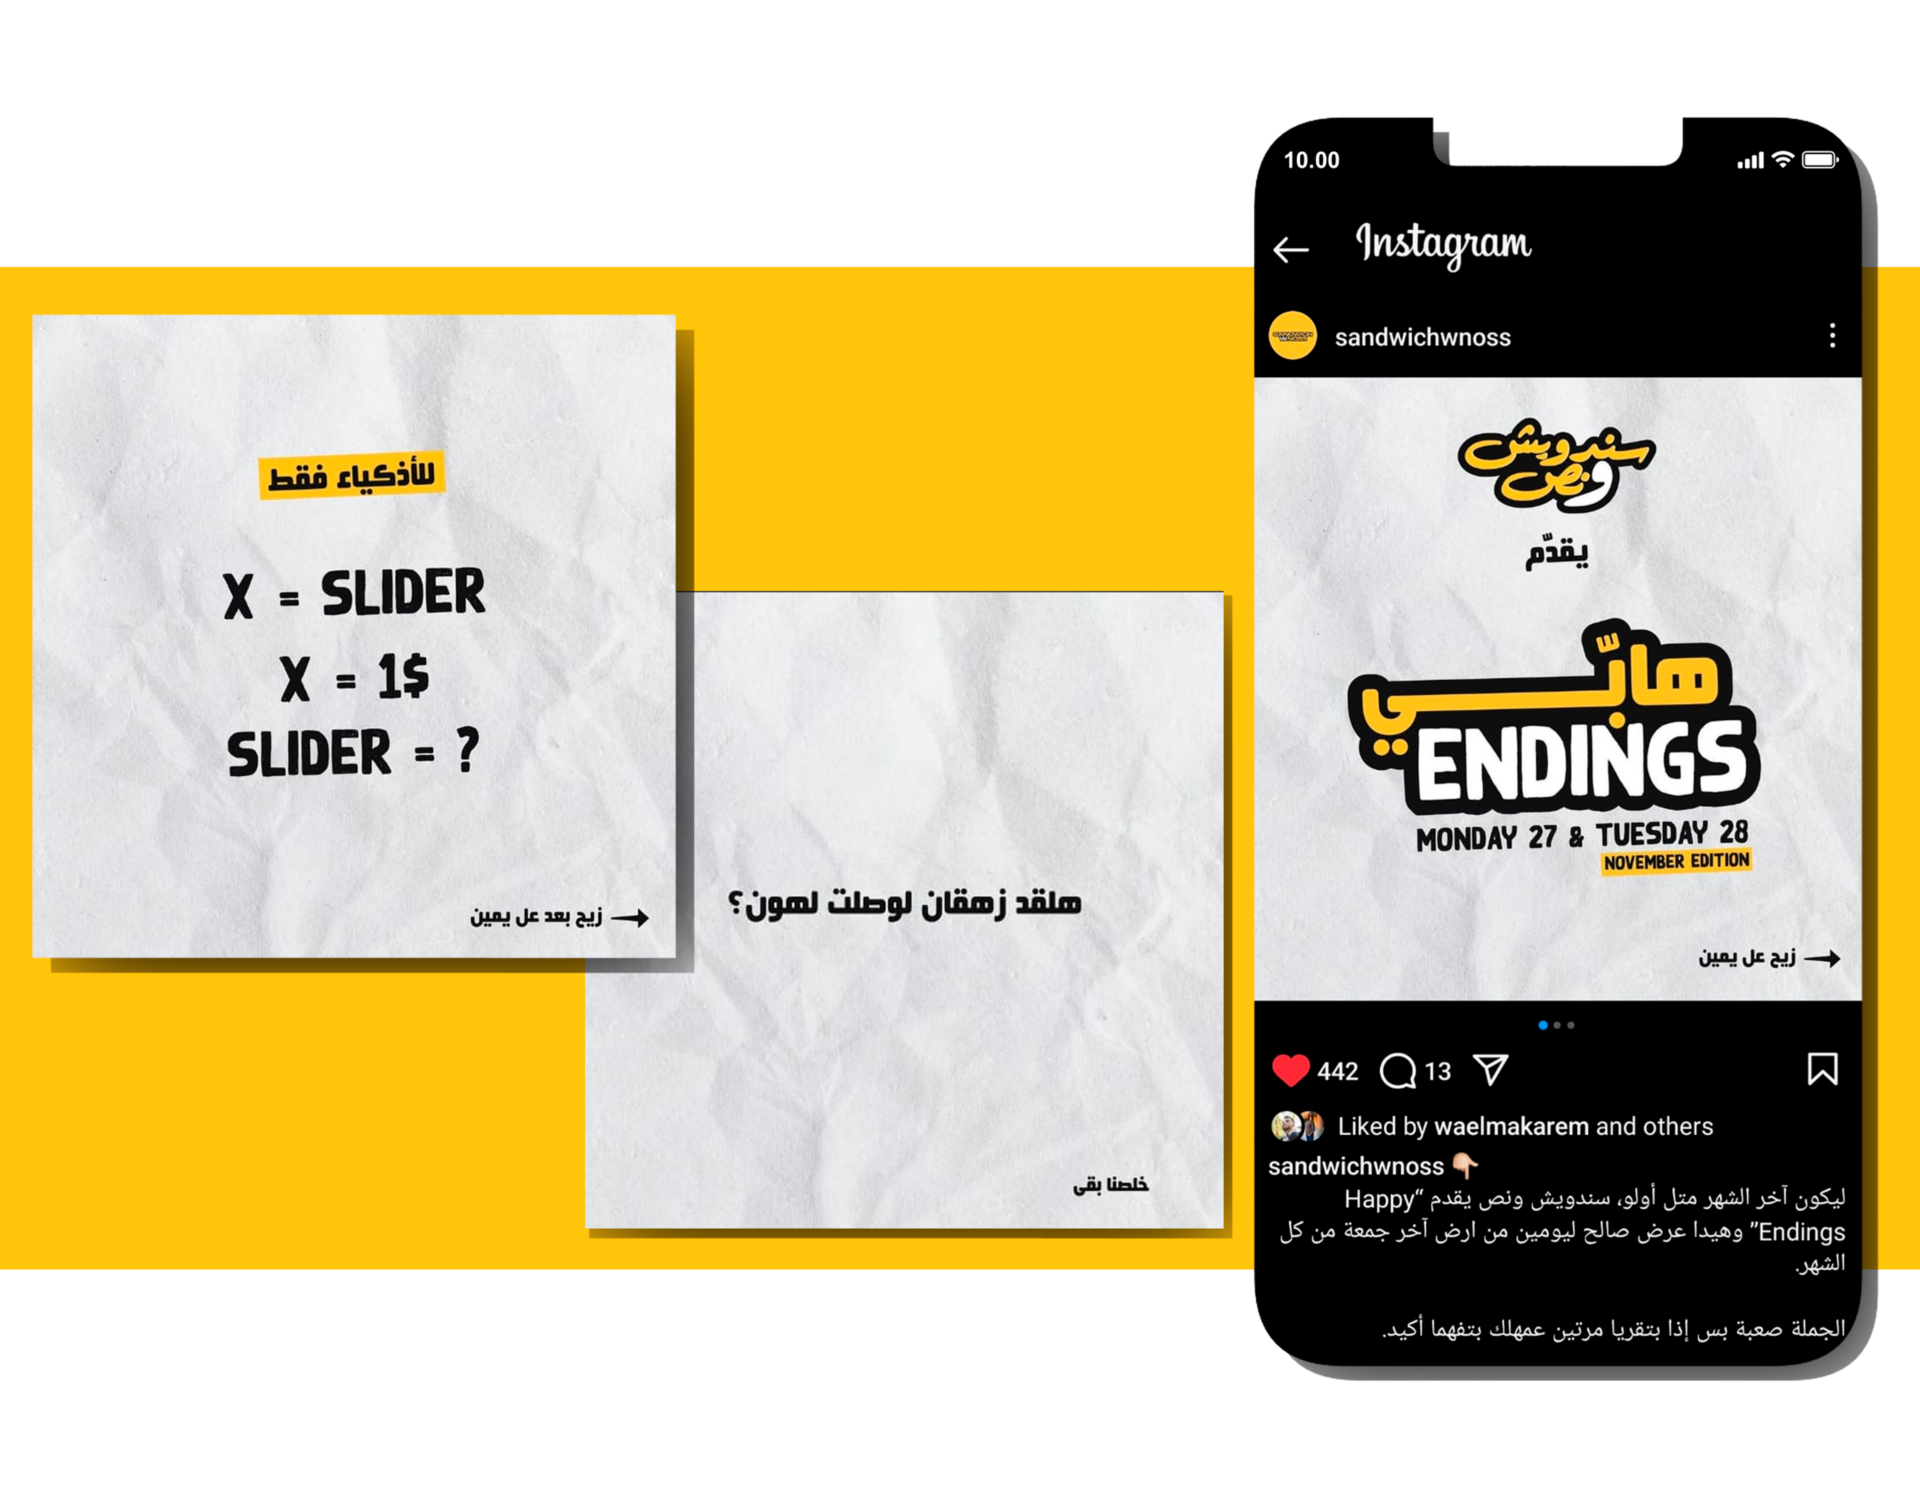 للأذكياء فقط
X = SLIDER
X = 1$
SLIDER = ?
زيح بعد عل يمين
هلقد زهقان لوصلت لهون؟
خلصنا بقى
10.00
Instagram
sandwichwnoss
سندويش
ونص
يقدّم
هابّي
ENDINGS
MONDAY 27 & TUESDAY 28
NOVEMBER EDITION
زيح عل يمين
442 13
Liked by waelmakarem and others
sandwichwnoss
ليكون آخر الشهر متل أولو، سندويش ونص يقدم “Happy
Endings” وهيدا عرض صالح ليومين من ارض آخر جمعة من كل
الشهر.
الجملة صعبة بس إذا بتقريا مرتين عمهلك بتفهما أكيد.